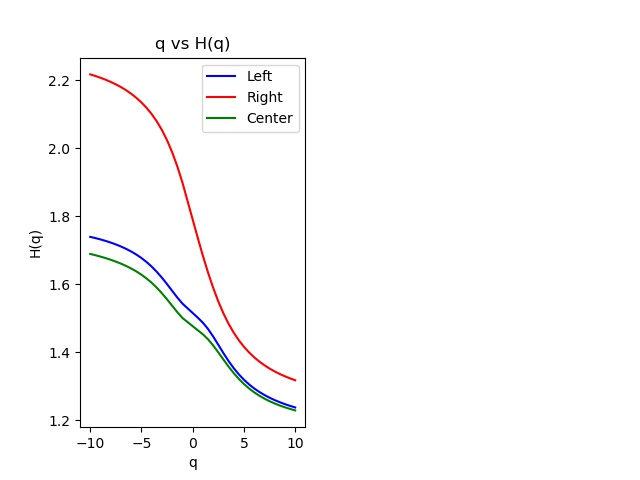 q vs H(q)
Left
Right
Center
H(q)
2.2
2.0
1.8
1.6
1.4
1.2
−10 −5 0 5 10
q